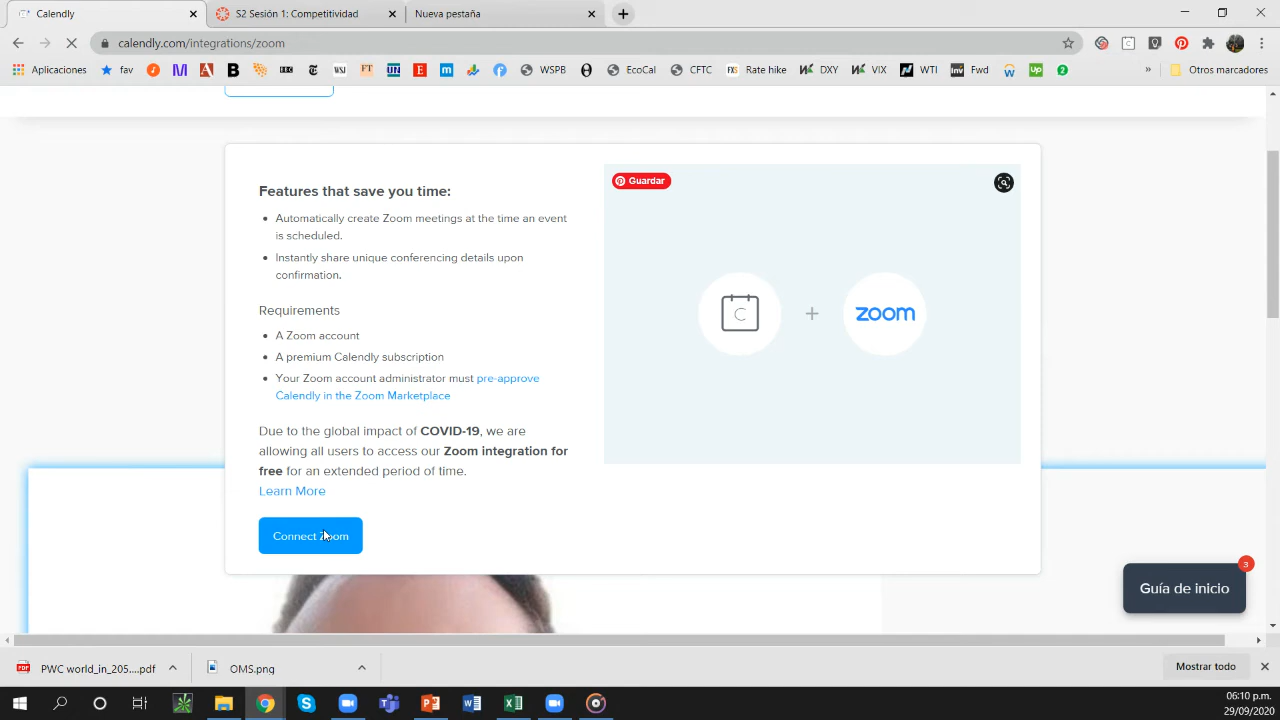 Calendly
S2 Sesión 1: Competitividad
Nueva pestaña
calendly.com/integrations/zoom
Aplicaciones
fav
WSPB
EcoCal
CFTC
Rate hike
DXY
VIX
WTI
Fwd
Otros marcadores
Features that save you time:
Automatically create Zoom meetings at the time an event
is scheduled.
Instantly share unique conferencing details upon
confirmation.
Requirements
A Zoom account
A premium Calendly subscription
Your Zoom account administrator must pre-approve
Calendly in the Zoom Marketplace
Due to the global impact of COVID-19, we are
allowing all users to access our Zoom integration for
free for an extended period of time.
Learn More
Connect Zoom
Guardar
C + zoom
3
Guía de inicio
PWC world_in_205....pdf
OMS.png
Mostrar todo
06:10 p.m.
29/09/2020